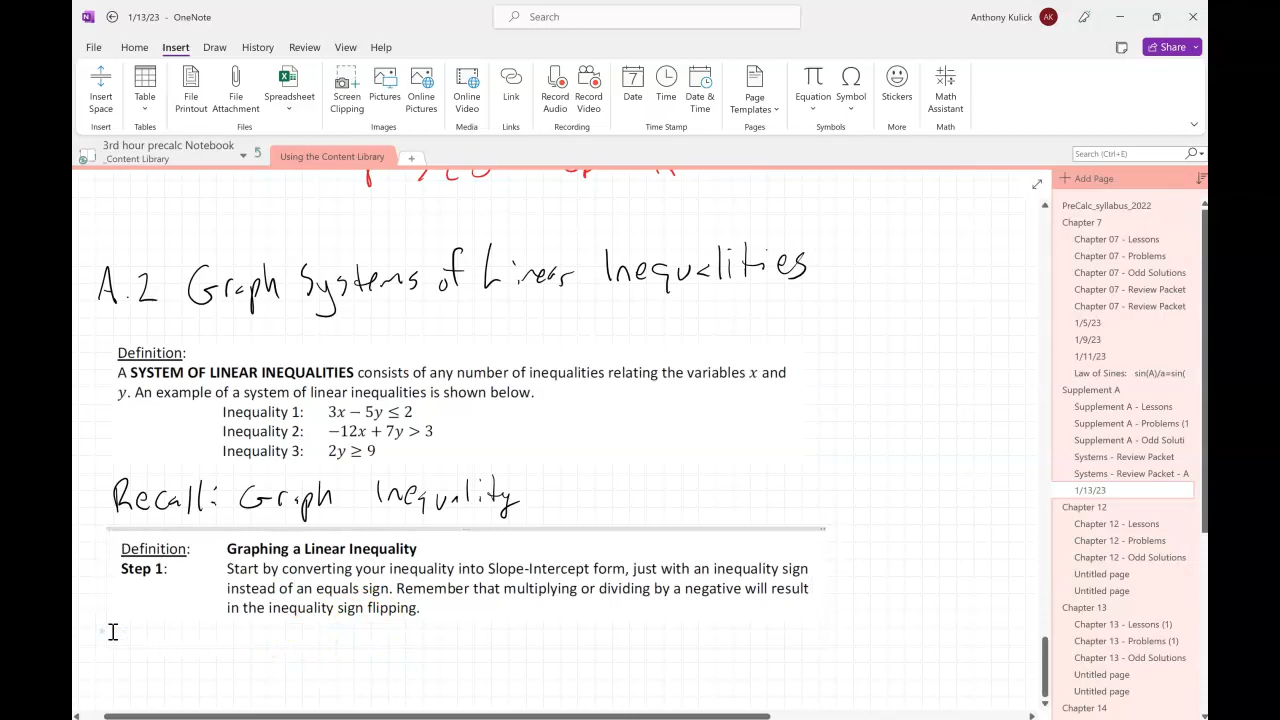 1/13/23 - OneNote
Search
Anthony Kulick
AK
File Home Insert Draw History Review View Help
Share
Insert Space
Table
File Printout
File Attachment
Spreadsheet
Screen Clipping
Pictures
Online Pictures
Online Video
Link
Record Audio
Record Video
Date
Time
Date & Time
Page Templates
Equation
Symbol
Stickers
Math Assistant
Insert Tables Files Images Media Links Recording Time Stamp Pages Symbols More Math
3rd hour precalc Notebook
_Content Library
Using the Content Library
Search (Ctrl+E)
A.2 Graph Systems of Linear Inequalities
Definition:
A SYSTEM OF LINEAR INEQUALITIES consists of any number of inequalities relating the variables x and
y. An example of a system of linear inequalities is shown below.
Inequality 1: 3x − 5y ≤ 2
Inequality 2: −12x + 7y > 3
Inequality 3: 2y ≥ 9
Recall: Graph Inequality
Definition: Graphing a Linear Inequality
Step 1: Start by converting your inequality into Slope-Intercept form, just with an inequality sign
instead of an equals sign. Remember that multiplying or dividing by a negative will result
in the inequality sign flipping.
Add Page
PreCalc_syllabus_2022
Chapter 7
Chapter 07 - Lessons
Chapter 07 - Problems
Chapter 07 - Odd Solutions
Chapter 07 - Review Packet
Chapter 07 - Review Packet
1/5/23
1/9/23
1/11/23
Law of Sines: sin(A)/a=sin(
Supplement A
Supplement A - Lessons
Supplement A - Problems (1
Supplement A - Odd Soluti
Systems - Review Packet
Systems - Review Packet - A
1/13/23
Chapter 12
Chapter 12 - Lessons
Chapter 12 - Problems
Chapter 12 - Odd Solutions
Untitled page
Untitled page
Chapter 13
Chapter 13 - Lessons (1)
Chapter 13 - Problems (1)
Chapter 13 - Odd Solutions
Untitled page
Untitled page
Chapter 14